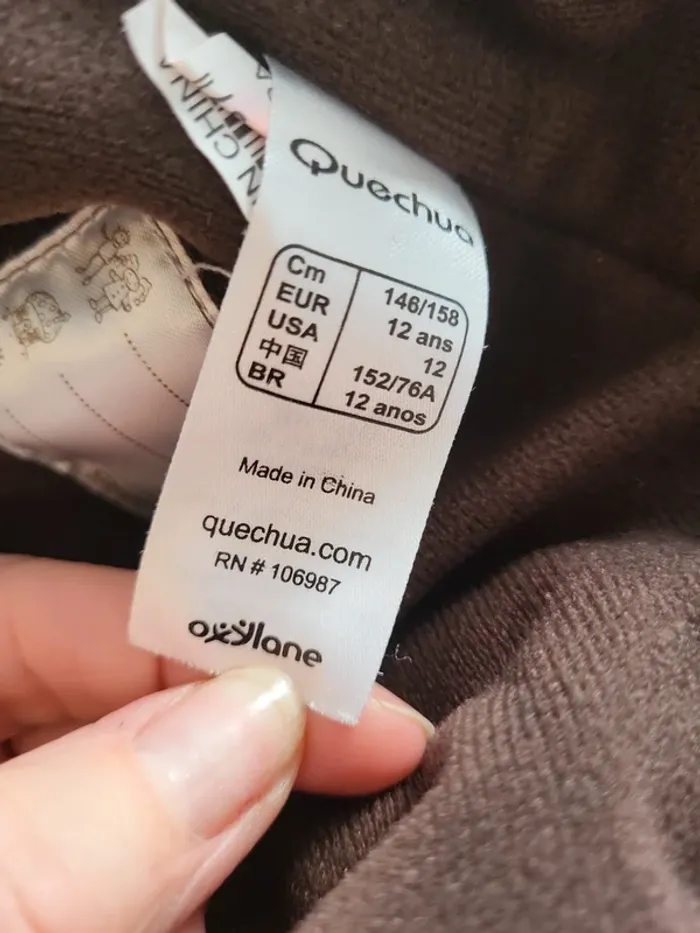 Quechua
Cm 146/158
EUR 12 ans
USA 12
中国 152/76A
BR 12 anos
Made in China
quechua.com
RN # 106987
oxylane
N CHINA